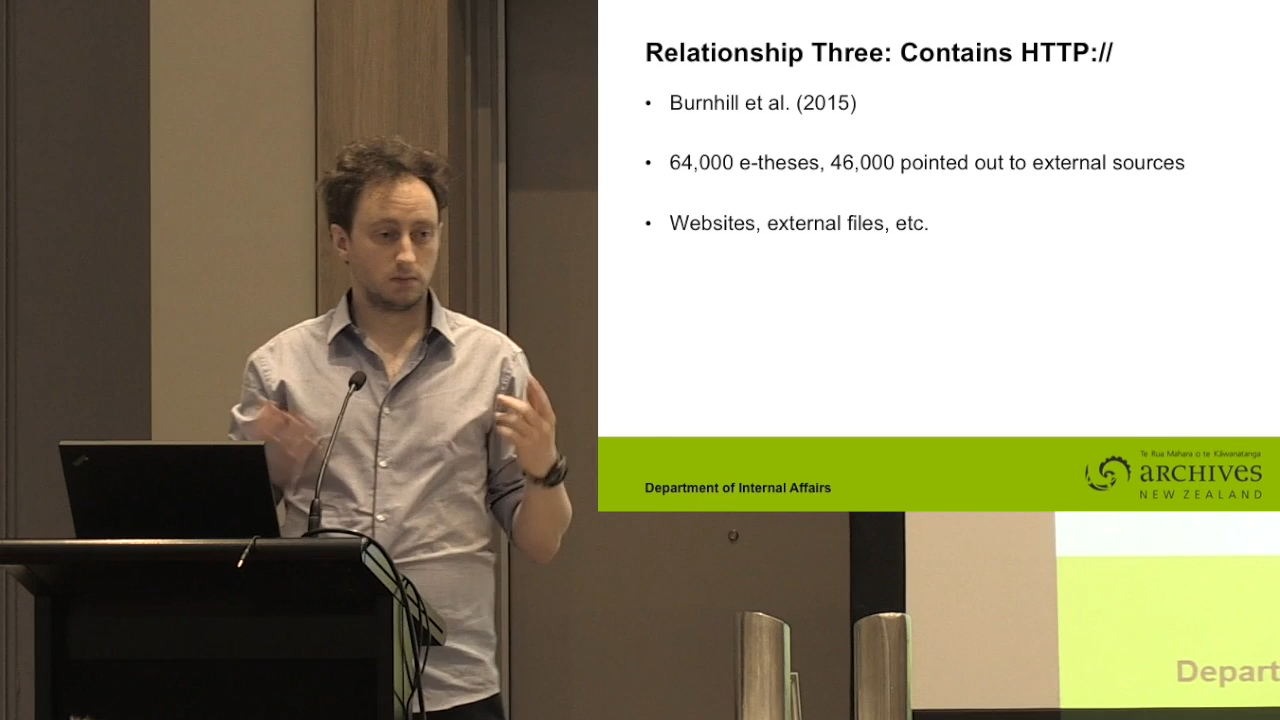 Relationship Three: Contains HTTP://
• Burnhill et al. (2015)
• 64,000 e-theses, 46,000 pointed out to external sources
• Websites, external files, etc.
Department of Internal Affairs
Te Rua Mahara o te Kāwanatanga
ARCHIVES
NEW ZEALAND
Depart